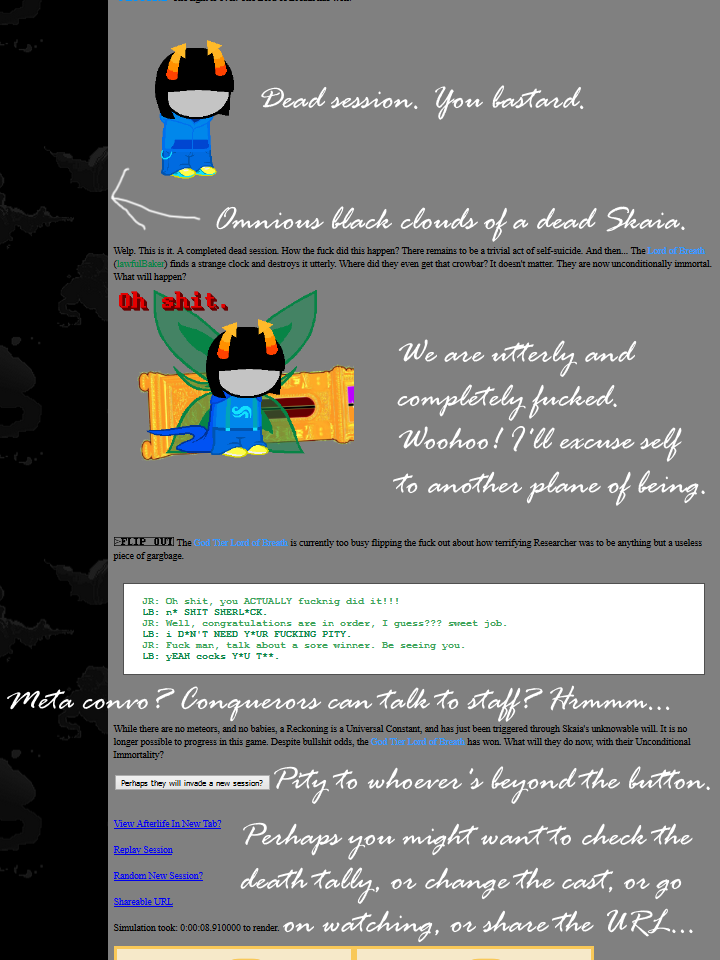 Dead session. You bastard.
Omnious black clouds of a dead Skaia.
Welp. This is it. A completed dead session. How the fuck did this happen? There remains to be a trivial act of self-suicide. And then... The Lord of Breath
(lawfulBaker) finds a strange clock and destroys it utterly. Where did they even get that crowbar? It doesn't matter. They are now unconditionally immortal.
What will happen?
Oh shit.
We are utterly and
completely fucked.
Woohoo! I'll excuse self
to another plane of being.
>FLIP OUT The God Tier Lord of Breath is currently too busy flipping the fuck out about how terrifying Researcher was to be anything but a useless
piece of gargbage.
JR: Oh shit, you ACTUALLY fucknig did it!!!
LB: n* SHIT SHERL*CK.
JR: Well, congratulations are in order, I guess??? sweet job.
LB: i D*N'T NEED Y*UR FUCKING PITY.
JR: Fuck man, talk about a sore winner. Be seeing you.
LB: yEAH cocks Y*U T**.
Meta convo? Conquerors can talk to staff? Hrmmm...
While there are no meteors, and no babies, a Reckoning is a Universal Constant, and has just been triggered through Skaia's unknowable will. It is no
longer possible to progress in this game. Despite bullshit odds, the God Tier Lord of Breath has won. What will they do now, with their Unconditional
Immortality?
Perhaps they will invade a new session? Pity to whoever's beyond the button.
View Afterlife In New Tab?
Perhaps you might want to check the
Replay Session
Random New Session?
death tally, or change the cast, or go
Shareable URL
Simulation took: 0:00:08.910000 to render.
on watching, or share the URL...